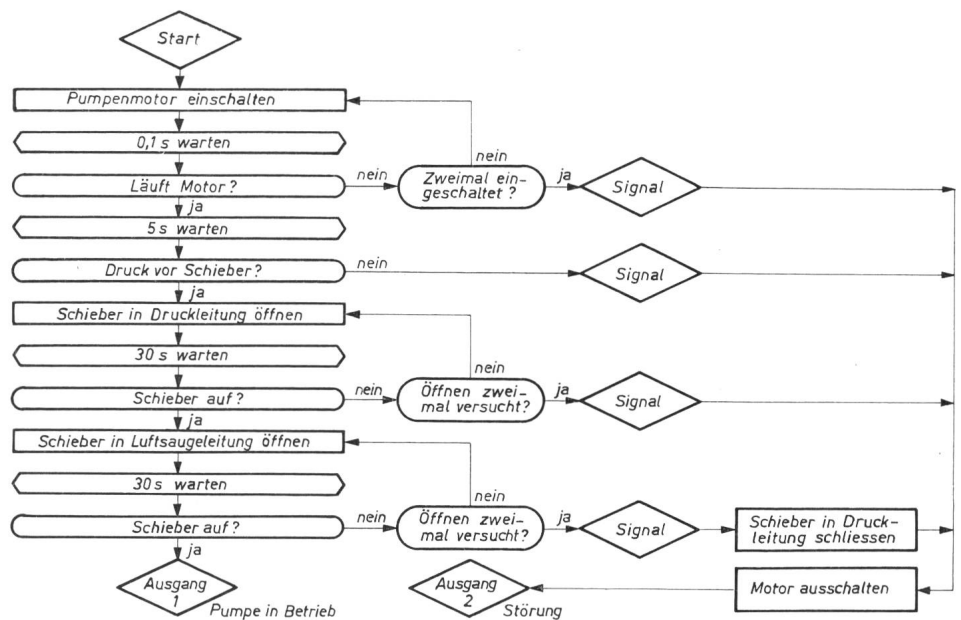 Start
Pumpenmotor einschalten
0,1 s warten
nein
Läuft Motor?
nein
Zweimal ein-
geschaltet?
ja
Signal
ja
5 s warten
Druck vor Schieber?
nein
Signal
ja
Schieber in Druckleitung öffnen
30 s warten
nein
Schieber auf?
nein
Öffnen zwei-
mal versucht?
ja
Signal
ja
Schieber in Luftsaugeleitung öffnen
30 s warten
nein
Schieber auf?
nein
Öffnen zwei-
mal versucht?
ja
Signal
Schieber in Druck-
leitung schliessen
ja
Ausgang
1
Pumpe in Betrieb
Ausgang
2
Störung
Motor ausschalten